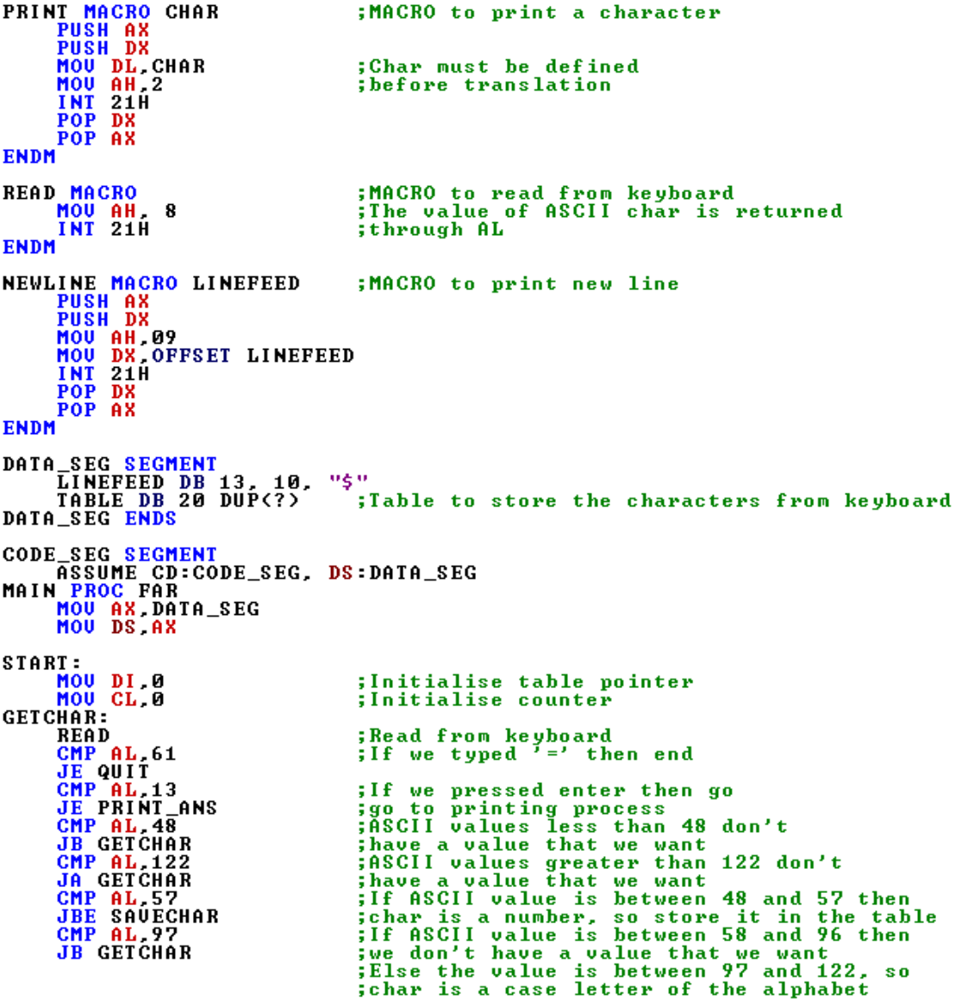 PRINT MACRO CHAR ;MACRO to print a character
PUSH AX
PUSH DX
MOV DL,CHAR ;Char must be defined
MOV AH,2 ;before translation
INT 21H
POP DX
POP AX
ENDM
READ MACRO ;MACRO to read from keyboard
MOV AH, 8 ;The value of ASCII char is returned
INT 21H ;through AL
ENDM
NEWLINE MACRO LINEFEED ;MACRO to print new line
PUSH AX
PUSH DX
MOV AH,09
MOV DX,OFFSET LINEFEED
INT 21H
POP DX
POP AX
ENDM
DATA_SEG SEGMENT
LINEFEED DB 13, 10, "$"
TABLE DB 20 DUP(?) ;Table to store the characters from keyboard
DATA_SEG ENDS
CODE_SEG SEGMENT
ASSUME CD:CODE_SEG, DS:DATA_SEG
MAIN PROC FAR
MOV AX,DATA_SEG
MOV DS,AX
START:
MOV DI,0 ;Initialise table pointer
MOV CL,0 ;Initialise counter
GETCHAR:
READ ;Read from keyboard
CMP AL,61 ;If we typed '=' then end
JE QUIT
CMP AL,13 ;If we pressed enter then go
JE PRINT_ANS ;go to printing process
CMP AL,48 ;ASCII values less than 48 don't
JB GETCHAR ;have a value that we want
CMP AL,122 ;ASCII values greater than 122 don't
JA GETCHAR ;have a value that we want
CMP AL,57 ;If ASCII value is between 48 and 57 then
JBE SAVECHAR ;char is a number, so store it in the table
CMP AL,97 ;If ASCII value is between 58 and 96 then
JB GETCHAR ;we don't have a value that we want
;Else the value is between 97 and 122, so
;char is a case letter of the alphabet